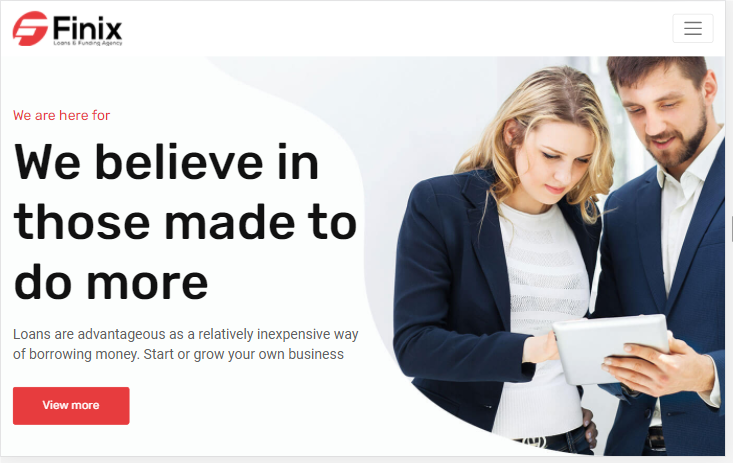 Finix
Loans & Funding Agency
We are here for
We believe in
those made to
do more
Loans are advantageous as a relatively inexpensive way
of borrowing money. Start or grow your own business
View more